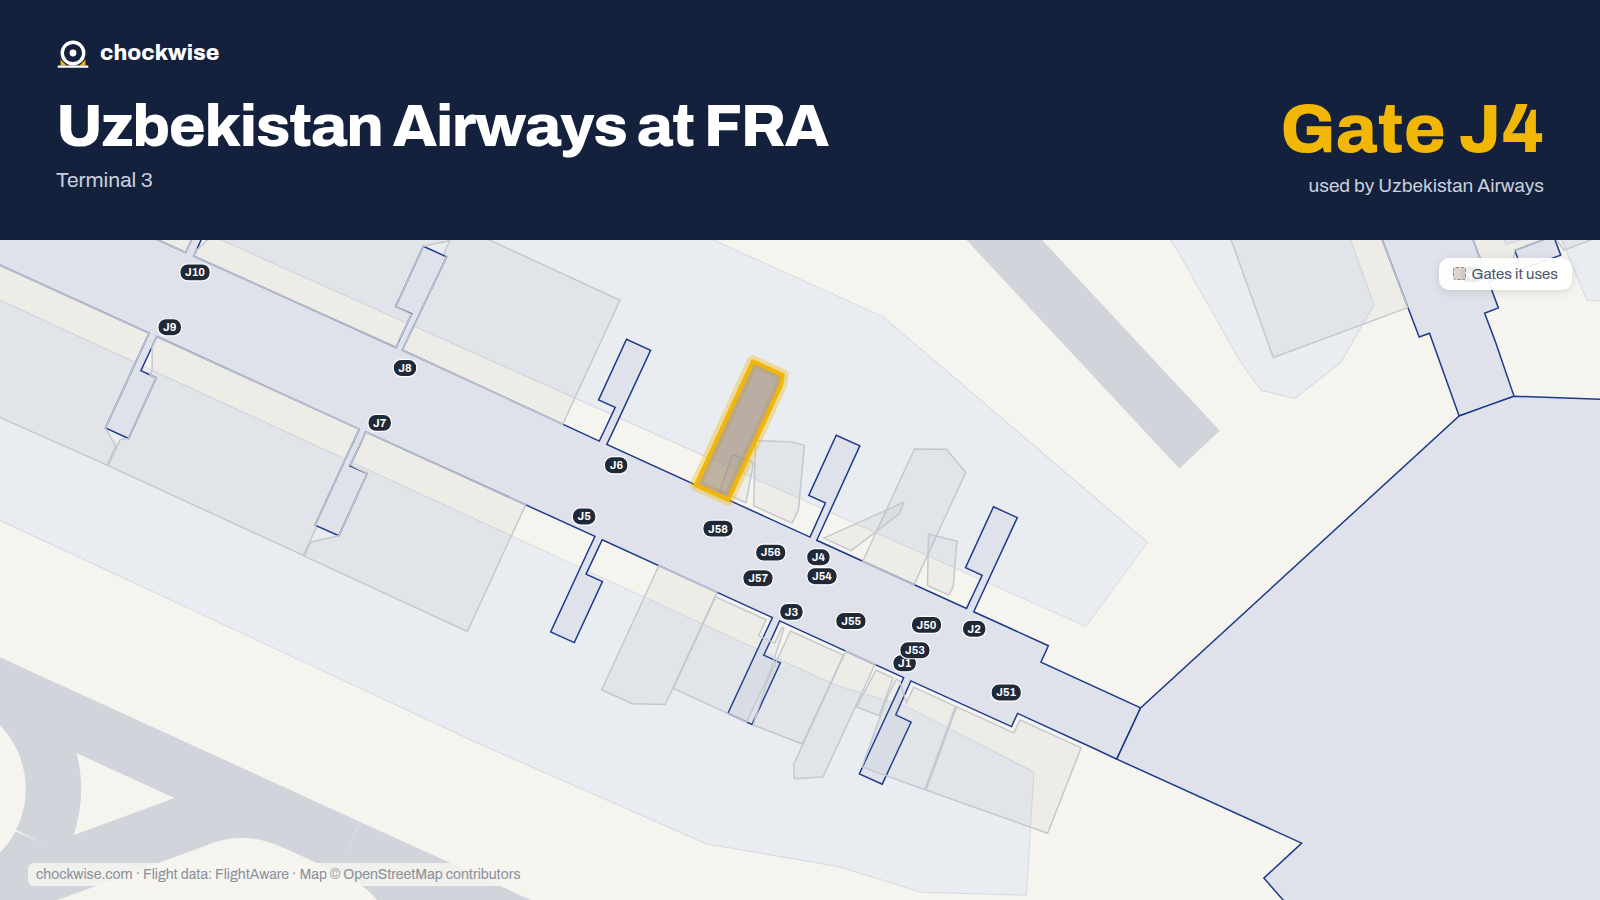 chockwise
Uzbekistan Airways at FRA
Terminal 3
Gate J4
used by Uzbekistan Airways
Gates it uses
J10
J9
J8
J7
J6
J5
J58
J56
J4
J57
J54
J3
J55
J50
J2
J53
J1
J51
chockwise.com · Flight data: FlightAware · Map © OpenStreetMap contributors